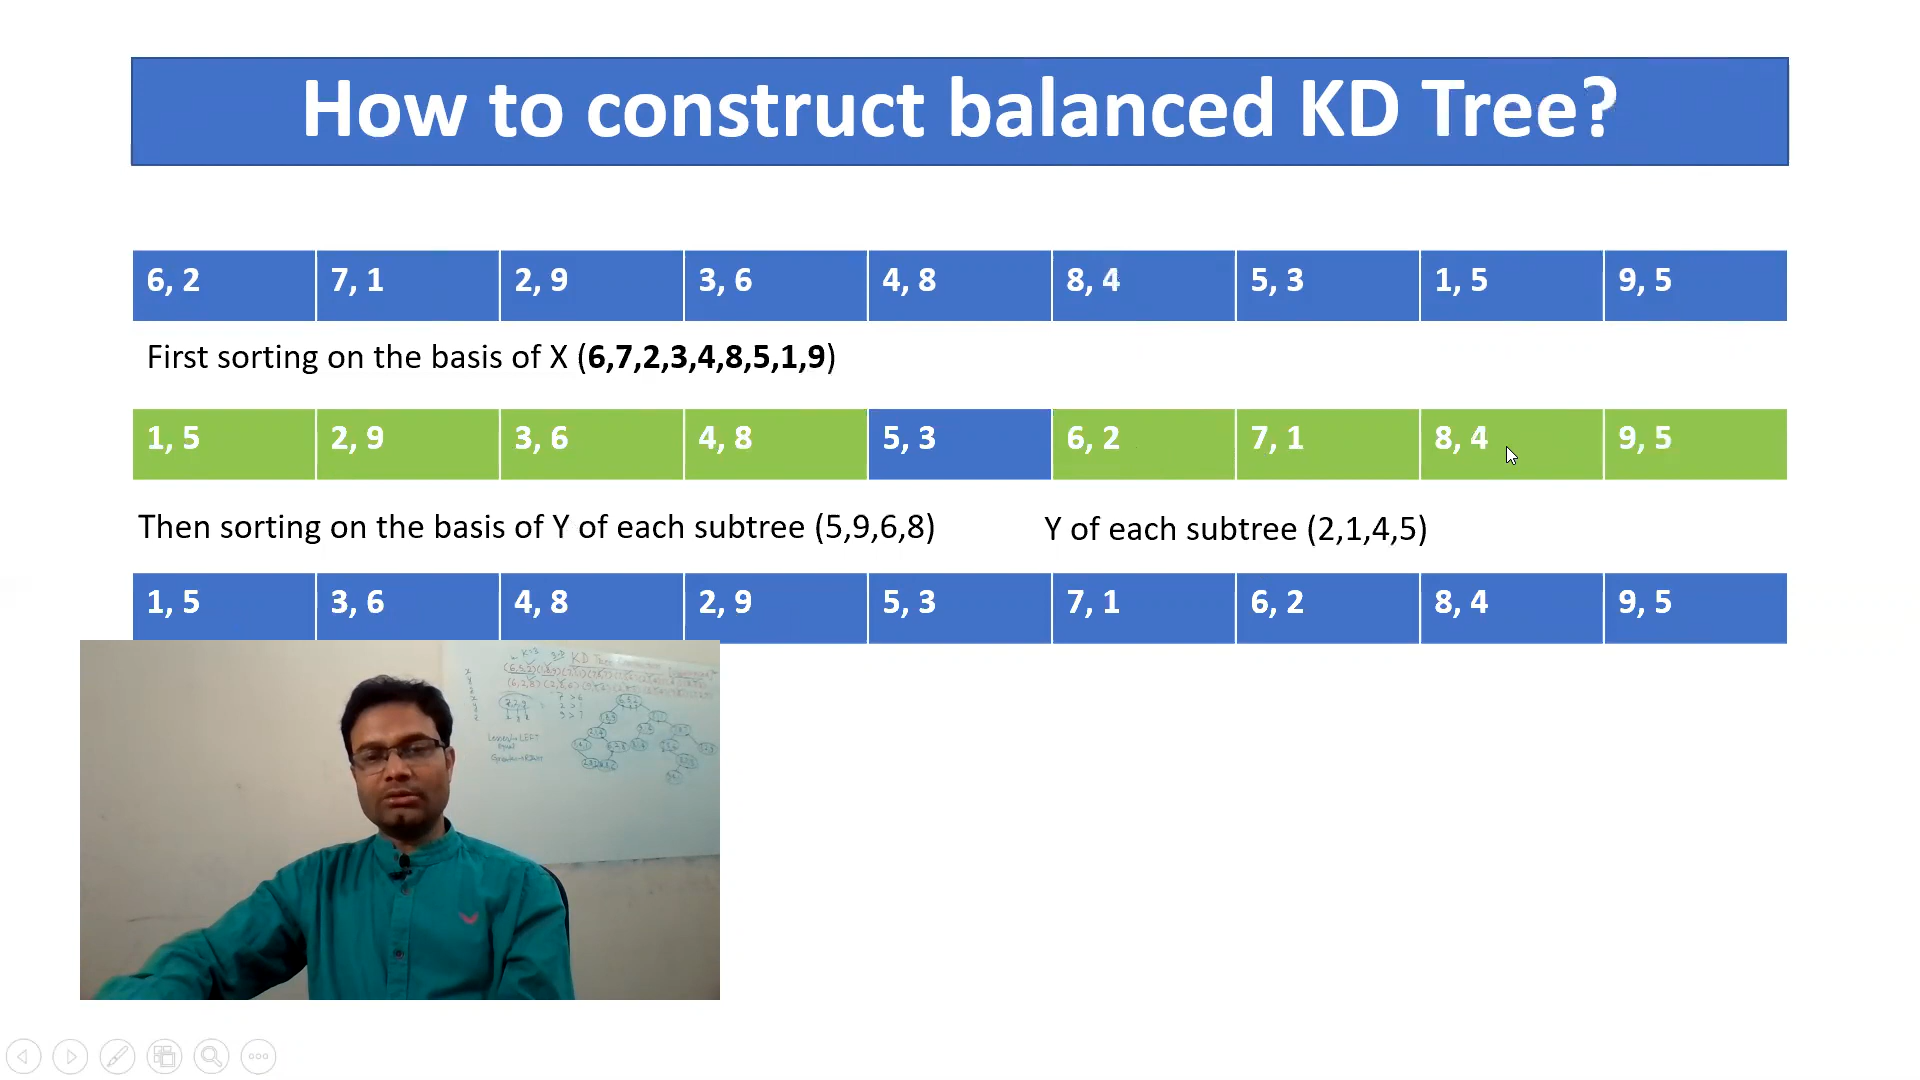 How to construct balanced KD Tree?
6, 2 7, 1 2, 9 3, 6 4, 8 8, 4 5, 3 1, 5 9, 5
First sorting on the basis of X (6,7,2,3,4,8,5,1,9)
1, 5 2, 9 3, 6 4, 8 5, 3 6, 2 7, 1 8, 4 9, 5
Then sorting on the basis of Y of each subtree (5,9,6,8) Y of each subtree (2,1,4,5)
1, 5 3, 6 4, 8 2, 9 5, 3 7, 1 6, 2 8, 4 9, 5
KD